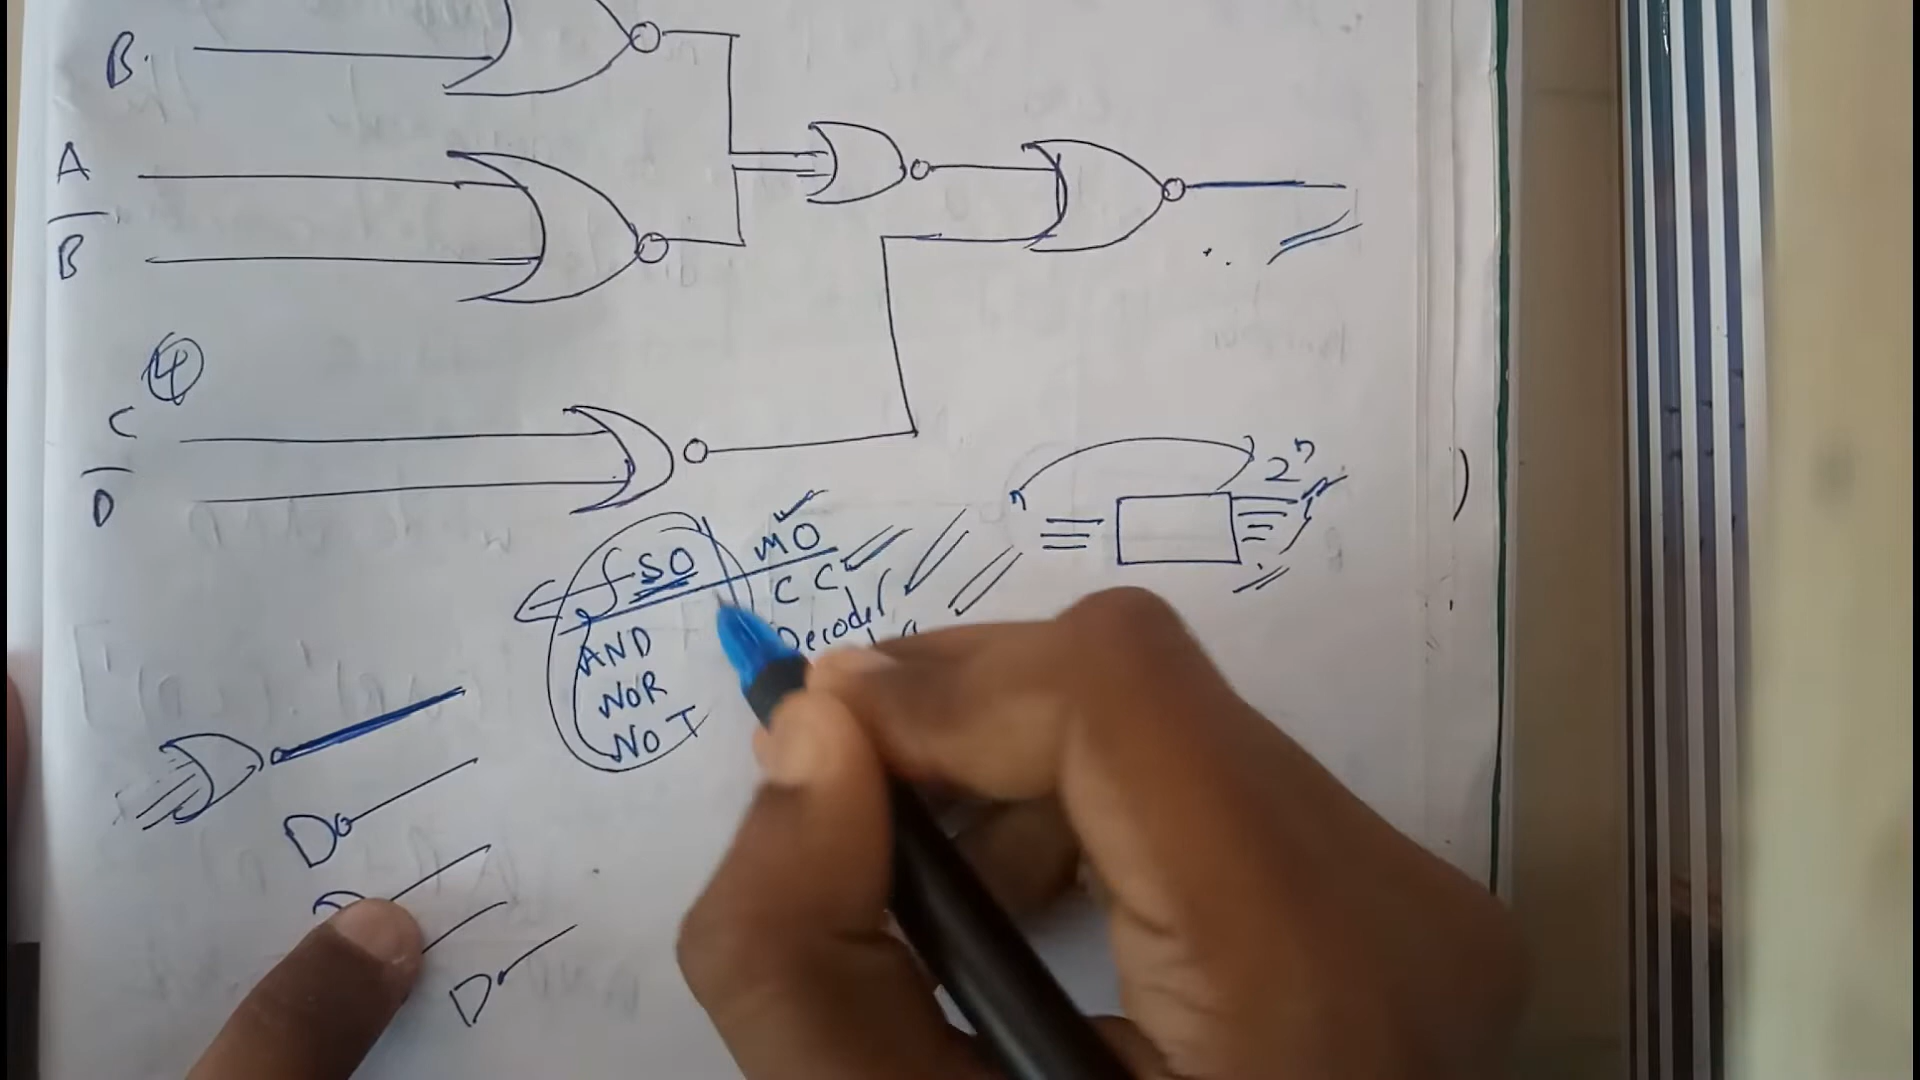 B.
A
B̅
④
C
D̅
2ⁿ
n
SO MO
AND CC
NOR Decoder
NOT